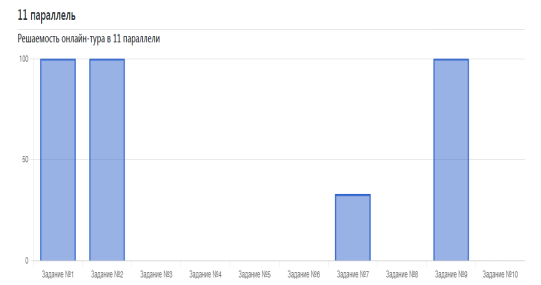 11 параллель
Решаемость онлайн-тура в 11 параллели
100
50
0
Задание №1 Задание №2 Задание №3 Задание №4 Задание №5 Задание №6 Задание №7 Задание №8 Задание №9 Задание №10